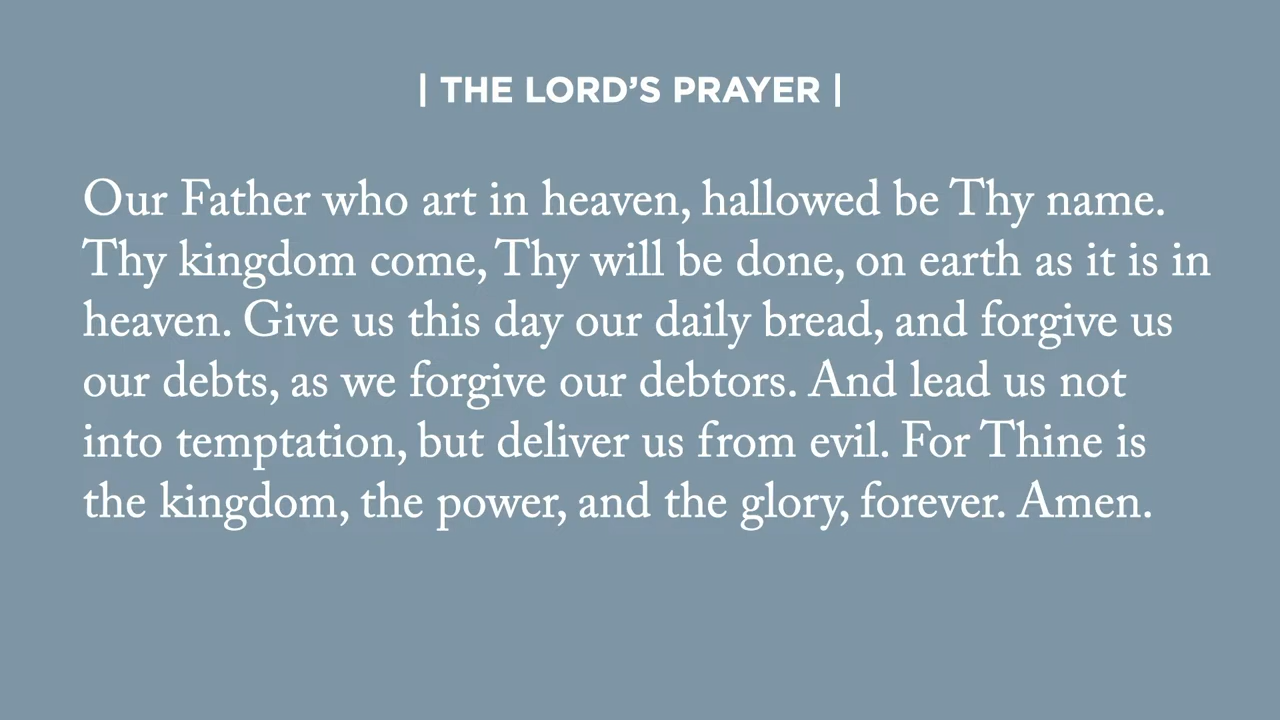 | THE LORD’S PRAYER |
Our Father who art in heaven, hallowed be Thy name.
Thy kingdom come, Thy will be done, on earth as it is in
heaven. Give us this day our daily bread, and forgive us
our debts, as we forgive our debtors. And lead us not
into temptation, but deliver us from evil. For Thine is
the kingdom, the power, and the glory, forever. Amen.